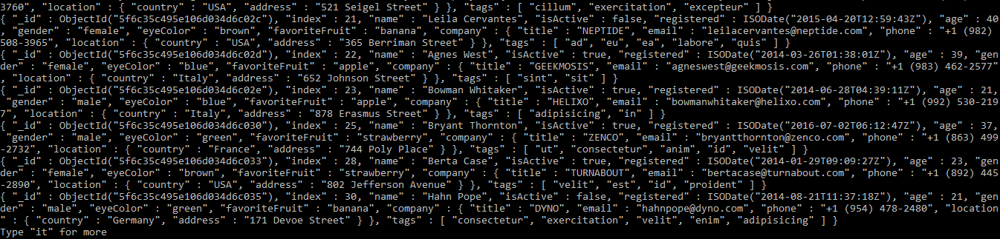 3760", "location" : { "country" : "USA", "address" : "521 Seigel Street" } }, "tags" : [ "cillum", "exercitation", "excepteur" ] }
{ "_id" : ObjectId("5f6c35c495e106d034d6c02c"), "index" : 21, "name" : "Leila Cervantes", "isActive" : false, "registered" : ISODate("2015-04-20T12:59:43Z"), "age" : 40
, "gender" : "female", "eyeColor" : "brown", "favoriteFruit" : "banana", "company" : { "title" : "NEPTIDE", "email" : "leilacervantes@neptide.com", "phone" : "+1 (982)
508-3965", "location" : { "country" : "USA", "address" : "365 Berriman Street" } }, "tags" : [ "ad", "eu", "ea", "labore", "quis" ] }
{ "_id" : ObjectId("5f6c35c495e106d034d6c02d"), "index" : 22, "name" : "Agnes West", "isActive" : true, "registered" : ISODate("2014-03-26T01:38:01Z"), "age" : 39, "gen
der" : "female", "eyeColor" : "blue", "favoriteFruit" : "apple", "company" : { "title" : "GEEKMOSIS", "email" : "agneswest@geekmosis.com", "phone" : "+1 (983) 462-2577"
, "location" : { "country" : "Italy", "address" : "652 Johnson Street" } }, "tags" : [ "sint", "sit" ] }
{ "_id" : ObjectId("5f6c35c495e106d034d6c02e"), "index" : 23, "name" : "Bowman Whitaker", "isActive" : true, "registered" : ISODate("2014-06-28T04:39:11Z"), "age" : 21,
"gender" : "male", "eyeColor" : "blue", "favoriteFruit" : "apple", "company" : { "title" : "HELIXO", "email" : "bowmanwhitaker@helixo.com", "phone" : "+1 (992) 530-219
7", "location" : { "country" : "Italy", "address" : "878 Erasmus Street" } }, "tags" : [ "adipisicing", "in" ] }
{ "_id" : ObjectId("5f6c35c495e106d034d6c030"), "index" : 25, "name" : "Bryant Thornton", "isActive" : true, "registered" : ISODate("2016-07-02T06:12:47Z"), "age" : 37,
"gender" : "male", "eyeColor" : "green", "favoriteFruit" : "strawberry", "company" : { "title" : "ZENCO", "email" : "bryantthornton@zenco.com", "phone" : "+1 (863) 499
-2732", "location" : { "country" : "France", "address" : "744 Poly Place" } }, "tags" : [ "ut", "consectetur", "anim", "id", "velit" ] }
{ "_id" : ObjectId("5f6c35c495e106d034d6c033"), "index" : 28, "name" : "Berta Case", "isActive" : true, "registered" : ISODate("2014-01-29T09:09:27Z"), "age" : 23, "gen
der" : "female", "eyeColor" : "brown", "favoriteFruit" : "strawberry", "company" : { "title" : "TURNABOUT", "email" : "bertacase@turnabout.com", "phone" : "+1 (892) 445
-2890", "location" : { "country" : "USA", "address" : "802 Jefferson Avenue" } }, "tags" : [ "velit", "est", "id", "proident" ] }
{ "_id" : ObjectId("5f6c35c495e106d034d6c035"), "index" : 30, "name" : "Hahn Pope", "isActive" : false, "registered" : ISODate("2014-08-21T11:37:18Z"), "age" : 21, "gen
der" : "male", "eyeColor" : "green", "favoriteFruit" : "banana", "company" : { "title" : "DYNO", "email" : "hahnpope@dyno.com", "phone" : "+1 (954) 478-2480", "location
" : { "country" : "Germany", "address" : "171 Devoe Street" } }, "tags" : [ "consectetur", "exercitation", "velit", "enim", "adipisicing" ] }
Type "it" for more